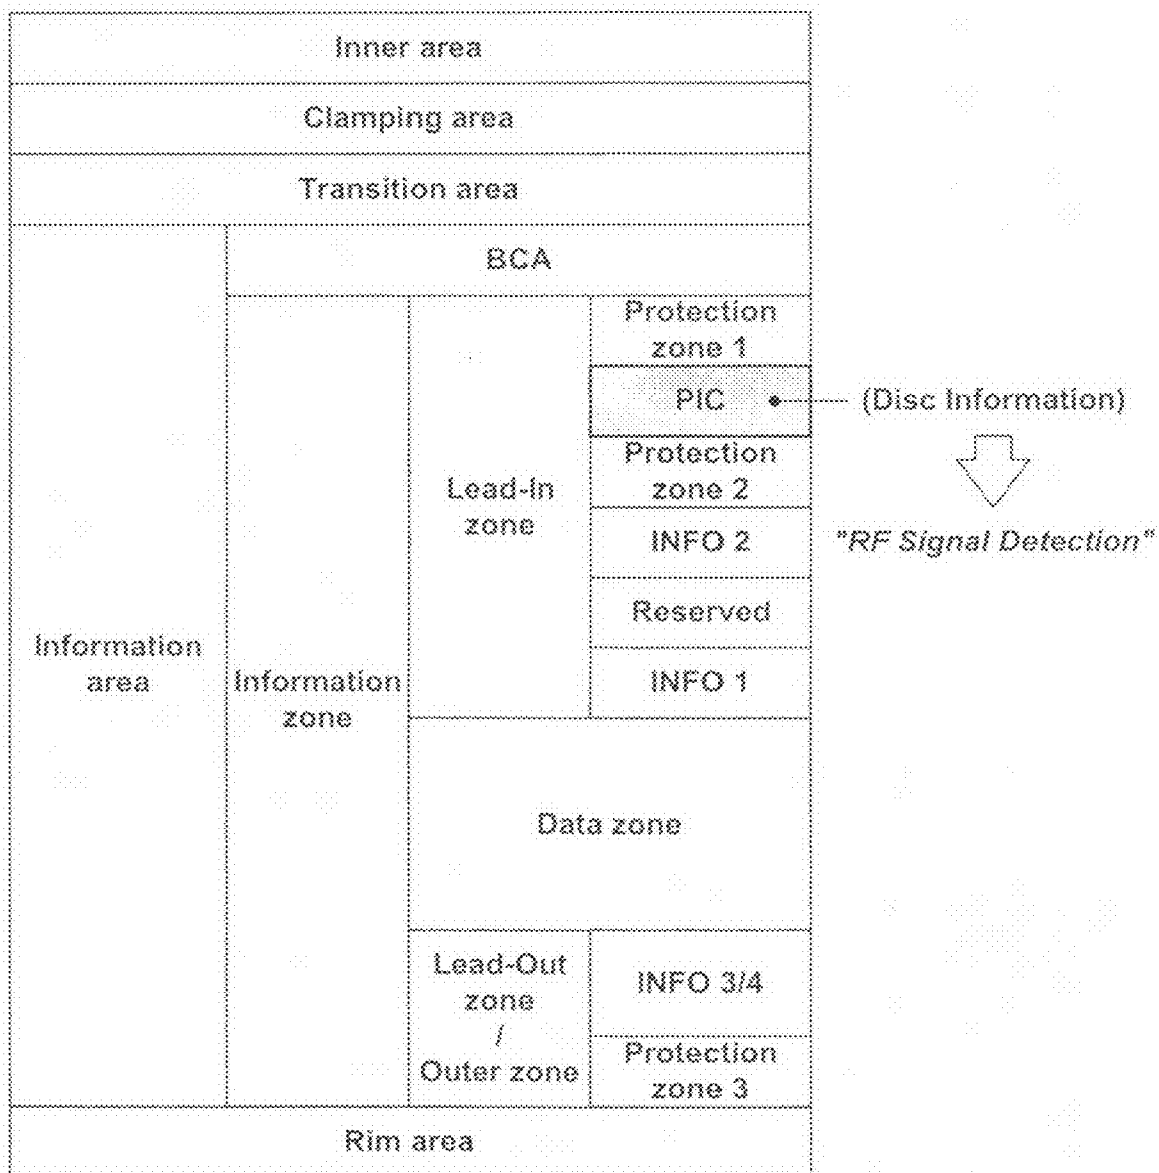 Inner area
Clamping area
Transition area
BCA
Protection
zone 1
PIC
(Disc Information)
Protection
zone 2
Lead-In
zone
INFO 2
"RF Signal Detection"
Reserved
Information
area
Information
zone
INFO 1
Data zone
Lead-Out
zone
/
Outer zone
INFO 3/4
Protection
zone 3
Rim area